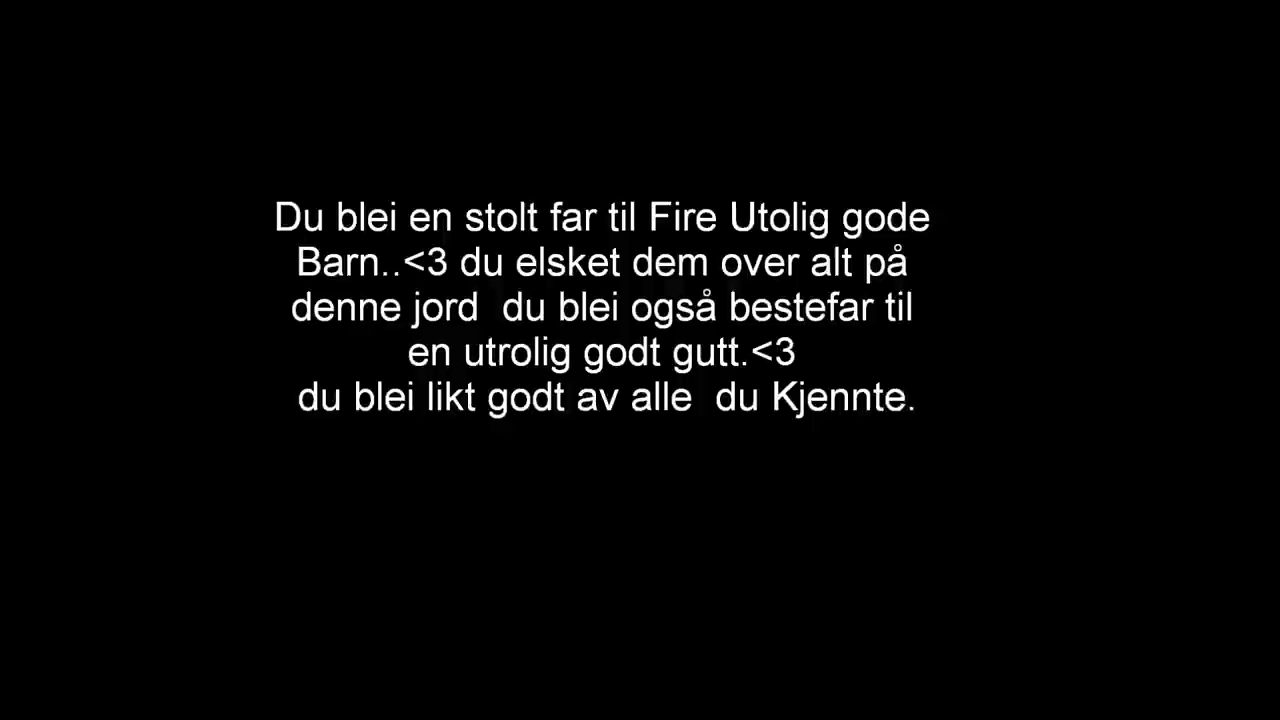 Du blei en stolt far til Fire Utolig gode
Barn..<3 du elsket dem over alt på
denne jord  du blei også bestefar til
en utrolig godt gutt.<3
du blei likt godt av alle  du Kjennte.